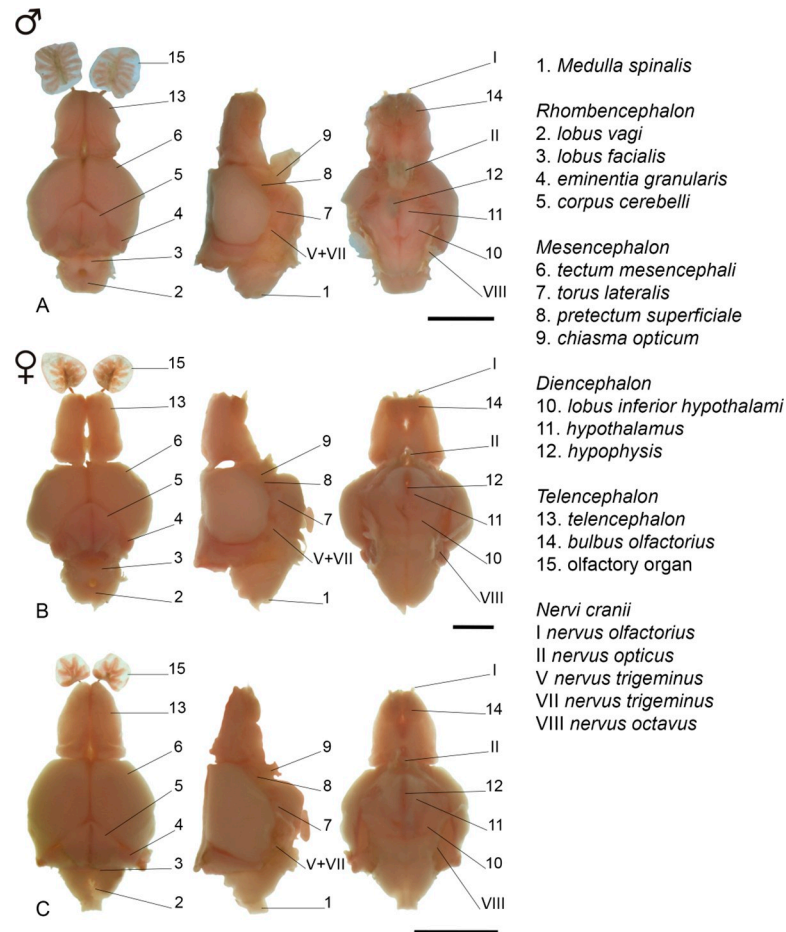 ♂
15
13
6
5
4
3
2
A
9
8
7
V+VII
1
I
14
II
12
11
10
VIII
♀
15
13
6
5
4
3
2
B
9
8
7
V+VII
1
I
14
II
12
11
10
VIII
15
13
6
5
4
3
2
C
9
8
7
V+VII
1
I
14
II
12
11
10
VIII
1. Medulla spinalis
Rhombencephalon
2. lobus vagi
3. lobus facialis
4. eminentia granularis
5. corpus cerebelli
Mesencephalon
6. tectum mesencephali
7. torus lateralis
8. pretectum superficiale
9. chiasma opticum
Diencephalon
10. lobus inferior hypothalami
11. hypothalamus
12. hypophysis
Telencephalon
13. telencephalon
14. bulbus olfactorius
15. olfactory organ
Nervi cranii
I nervus olfactorius
II nervus opticus
V nervus trigeminus
VII nervus trigeminus
VIII nervus octavus